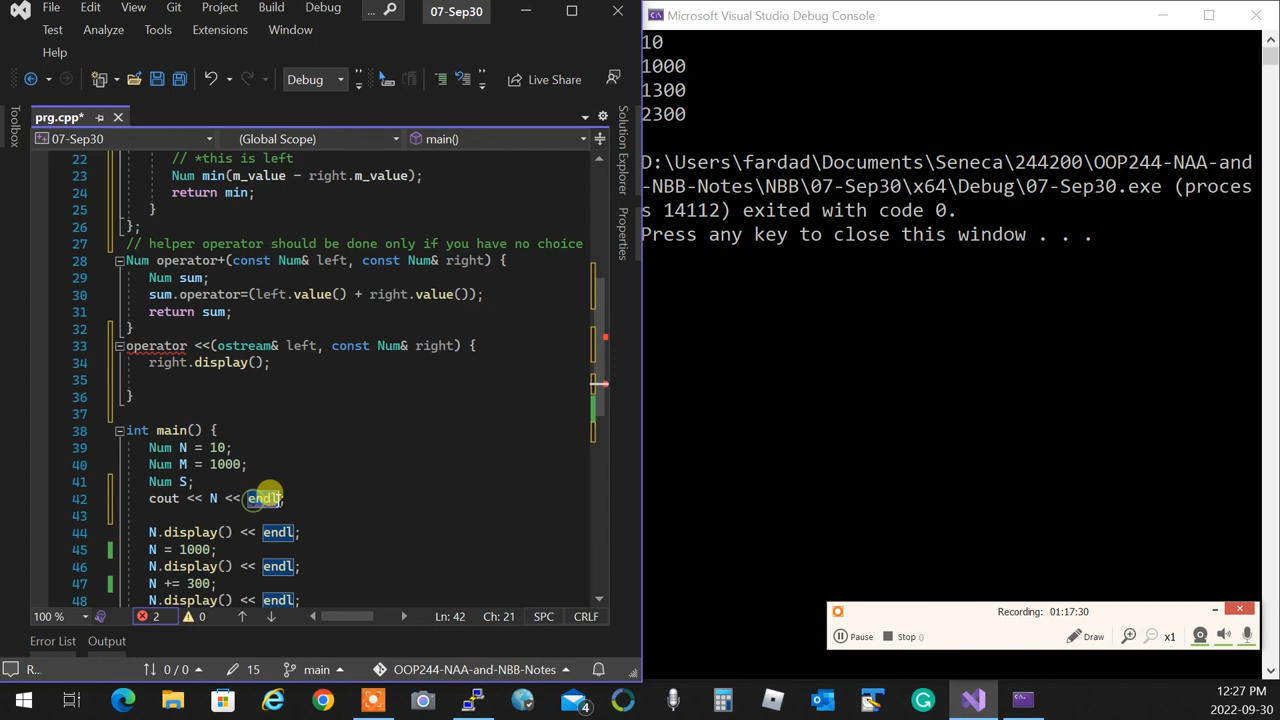 File
Edit
View
Git
Project
Build
Debug
...
07-Sep30
Test
Analyze
Tools
Extensions
Window
Help
Debug
Live Share
prg.cpp*
07-Sep30
(Global Scope)
main()
Toolbox
Solution Explorer
Properties
22 // *this is left
23 Num min(m_value - right.m_value);
24 return min;
25 }
26 };
27 // helper operator should be done only if you have no choice
28 Num operator+(const Num& left, const Num& right) {
29 Num sum;
30 sum.operator=(left.value() + right.value());
31 return sum;
32 }
33 operator <<(ostream& left, const Num& right) {
34 right.display();
35
36 }
37
38 int main() {
39 Num N = 10;
40 Num M = 1000;
41 Num S;
42 cout << N << endl;
43
44 N.display() << endl;
45 N = 1000;
46 N.display() << endl;
47 N += 300;
48 N.display() << endl;
100 %
2
0
Ln: 42
Ch: 21
SPC
CRLF
Error List
Output
R...
0 / 0
15
main
OOP244-NAA-and-NBB-Notes
Microsoft Visual Studio Debug Console
10
1000
1300
2300
D:\Users\fardad\Documents\Seneca\244200\OOP244-NAA-and
-NBB-Notes\NBB\07-Sep30\x64\Debug\07-Sep30.exe (proces
s 14112) exited with code 0.
Press any key to close this window . . .
Recording: 01:17:30
Pause
Stop ()
Draw
x1
4
12:27 PM
2022-09-30